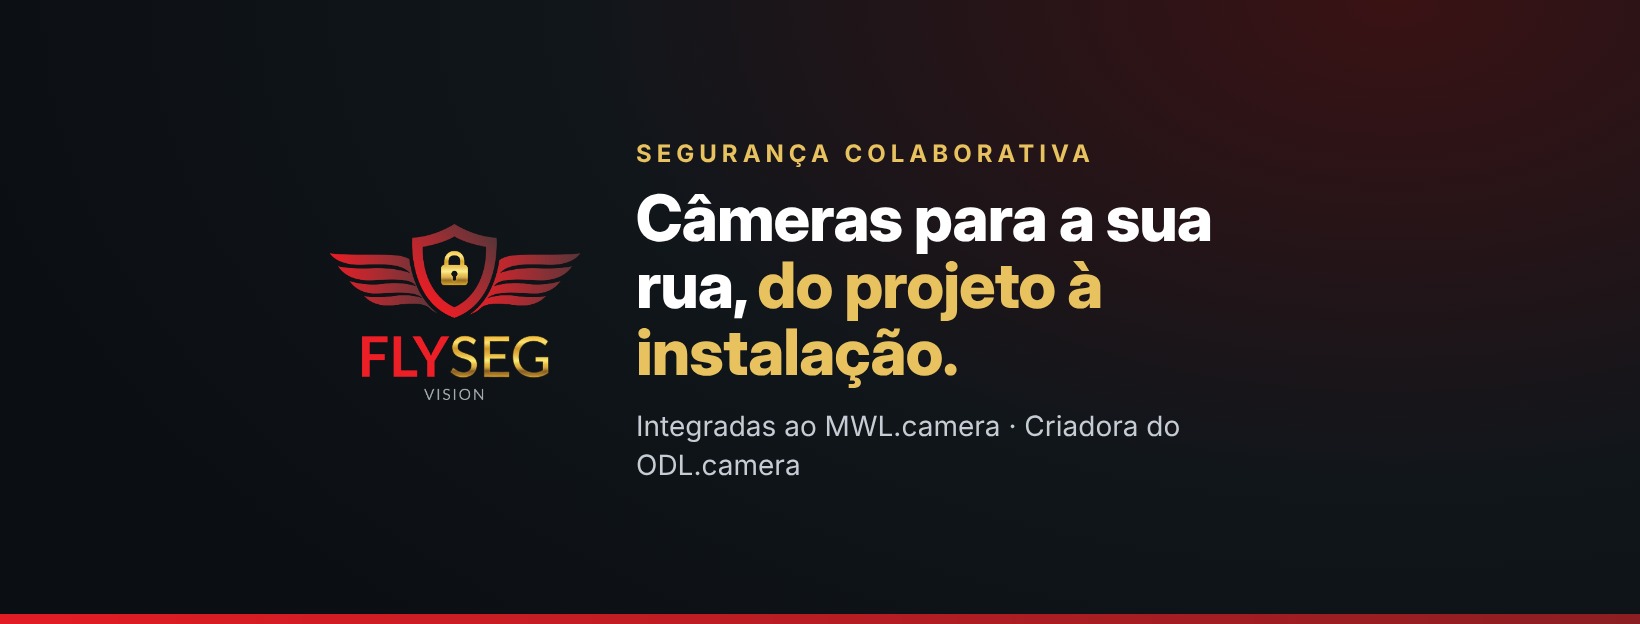 FLYSEG
VISION
SEGURANÇA COLABORATIVA
Câmeras para a sua
rua, do projeto à
instalação.
Integradas ao MWL.camera · Criadora do
ODL.camera